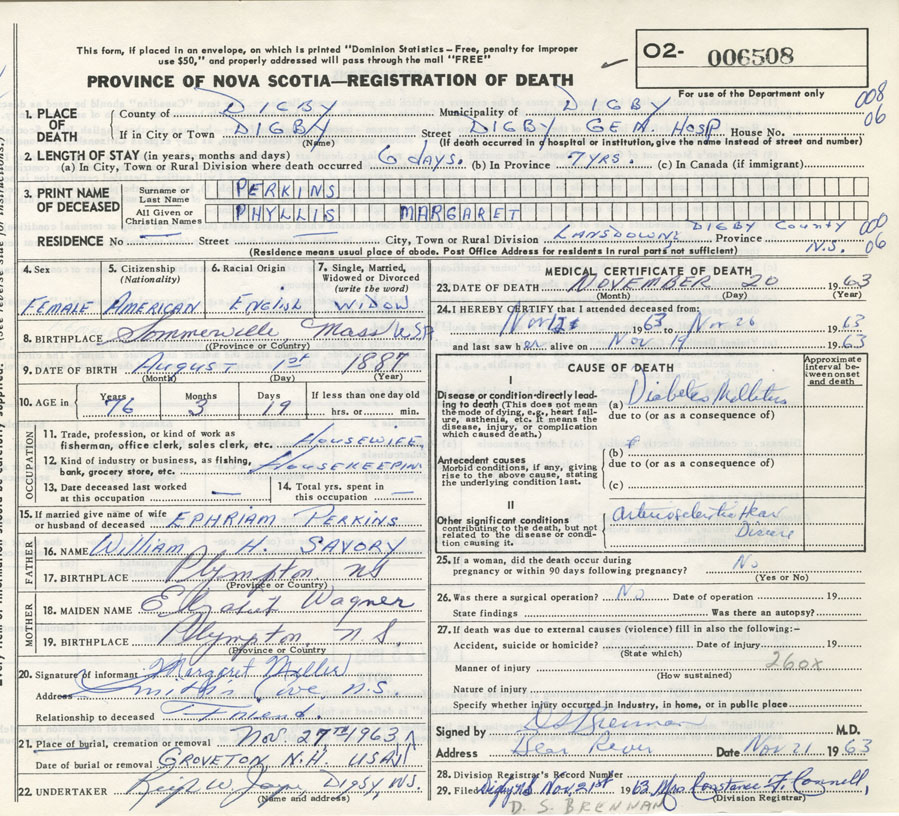 This form, if placed in an envelope, on which is printed "Dominion Statistics – Free, penalty for improper
use $50," and properly addressed will pass through the mail "FREE"
O2- 006508
PROVINCE OF NOVA SCOTIA—REGISTRATION OF DEATH
For use of the Department only
008
06
1. PLACE OF DEATH
County of DIGBY Municipality of DIGBY
If in City or Town DIGBY Street DIGBY GEN. HOSP House No.
(Name) (If death occurred in a hospital or institution, give the name instead of street and number)
2. LENGTH OF STAY (in years, months and days)
(a) In City, Town or Rural Division where death occurred 6 days. (b) In Province 7 yrs. (c) In Canada (if immigrant)
3. PRINT NAME OF DECEASED
Surname or Last Name PERKINS
All Given or Christian Names PHYLLIS MARGARET
RESIDENCE No — Street — City, Town or Rural Division LANSDOWNE DIGBY COUNTY Province N.S.
000
06
(Residence means usual place of abode. Post Office Address for residents in rural parts not sufficient)
4. Sex FEMALE
5. Citizenship (Nationality) AMERICAN
6. Racial Origin ENGLISH
7. Single, Married, Widowed or Divorced (write the word) WIDOW
8. BIRTHPLACE Sommerville Mass USA
(Province or Country)
9. DATE OF BIRTH AUGUST 1st 1887
(Month) (Day) (Year)
10. AGE in Years 76 Months 3 Days 19 If less than one day old hrs. or min.
OCCUPATION
11. Trade, profession or kind of work as
fisherman, office clerk, sales clerk, etc. HOUSEWIFE
12. Kind of industry or business, as fishing,
bank, grocery store, etc. HOUSEKEEPING
13. Date deceased last worked at this occupation —
14. Total yrs. spent in this occupation —
15. If married give name of wife
or husband of deceased EPHRIAM PERKINS
FATHER
16. NAME William H. SAVORY
17. BIRTHPLACE Plympton, NS
(Province or Country)
MOTHER
18. MAIDEN NAME Wagner
19. BIRTHPLACE Plympton, N.S.
(Province or Country)
20. Signature of informant Margaret
Address Smiths Cove N.S.
Relationship to deceased Friend.
21. Place of burial, cremation or removal Nov. 27TH 1963
Date of burial or removal GROVETON N.H. USA
22. UNDERTAKER DIGBY, N.S.
(Name and address)
MEDICAL CERTIFICATE OF DEATH
23. DATE OF DEATH NOVEMBER 20 1963
(Month) (Day) (Year)
24. I HEREBY CERTIFY that I attended deceased from:
Nov 1963 to Nov 20 1963
and last saw her alive on Nov 19 1963
CAUSE OF DEATH
Approximate interval between onset and death
I
Disease or condition directly leading to death (This does not mean
the mode of dying, e.g., heart failure, asthenia, etc. It means the
disease, injury, or complication
which caused death.)
(a) Diabetes Mellitus
due to (or as a consequence of)
Antecedent causes
Morbid conditions, if any, giving
rise to the above cause, stating
the underlying condition last.
(b)
due to (or as a consequence of)
(c)
II
Other significant conditions
contributing to the death, but not
related to the disease or condition causing it.
Arteriosclerotic Heart
Disease
25. If a woman, did the death occur during
pregnancy or within 90 days following pregnancy? No
(Yes or No)
26. Was there a surgical operation? No Date of operation 19
State findings Was there an autopsy?
27. If death was due to external causes (violence) fill in also the following:–
Accident, suicide or homicide? Date of injury 19
(State which)
260x
Manner of injury
(How sustained)
Nature of injury
Specify whether injury occurred in Industry, in home, or in public place
Signed by D S Brennan M.D.
Address Bear River Date Nov 21 1963
28. Division Registrar's Record Number
29. Filed Nov. 21st 1963. Mrs. Constance F. Connell,
(Division Registrar)
D. S. BRENNAN